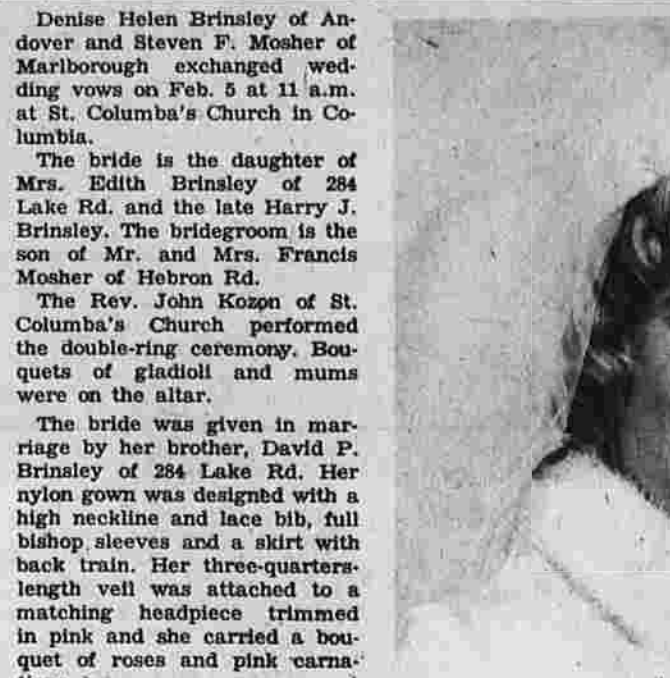 Denise Helen Brinsley of An-
dover and Steven F. Mosher of
Marlborough exchanged wed-
ding vows on Feb. 5 at 11 a.m.
at St. Columba's Church in Co-
lumbia.
The bride is the daughter of
Mrs. Edith Brinsley of 284
Lake Rd. and the late Harry J.
Brinsley. The bridegroom is the
son of Mr. and Mrs. Francis
Mosher of Hebron Rd.
The Rev. John Kozon of St.
Columba's Church performed
the double-ring ceremony. Bou-
quets of gladioli and mums
were on the altar.
The bride was given in mar-
riage by her brother, David P.
Brinsley of 284 Lake Rd. Her
nylon gown was designed with a
high neckline and lace bib, full
bishop sleeves and a skirt with
back train. Her three-quarters-
length veil was attached to a
matching headpiece trimmed
in pink and she carried a bou-
quet of roses and pink carna-